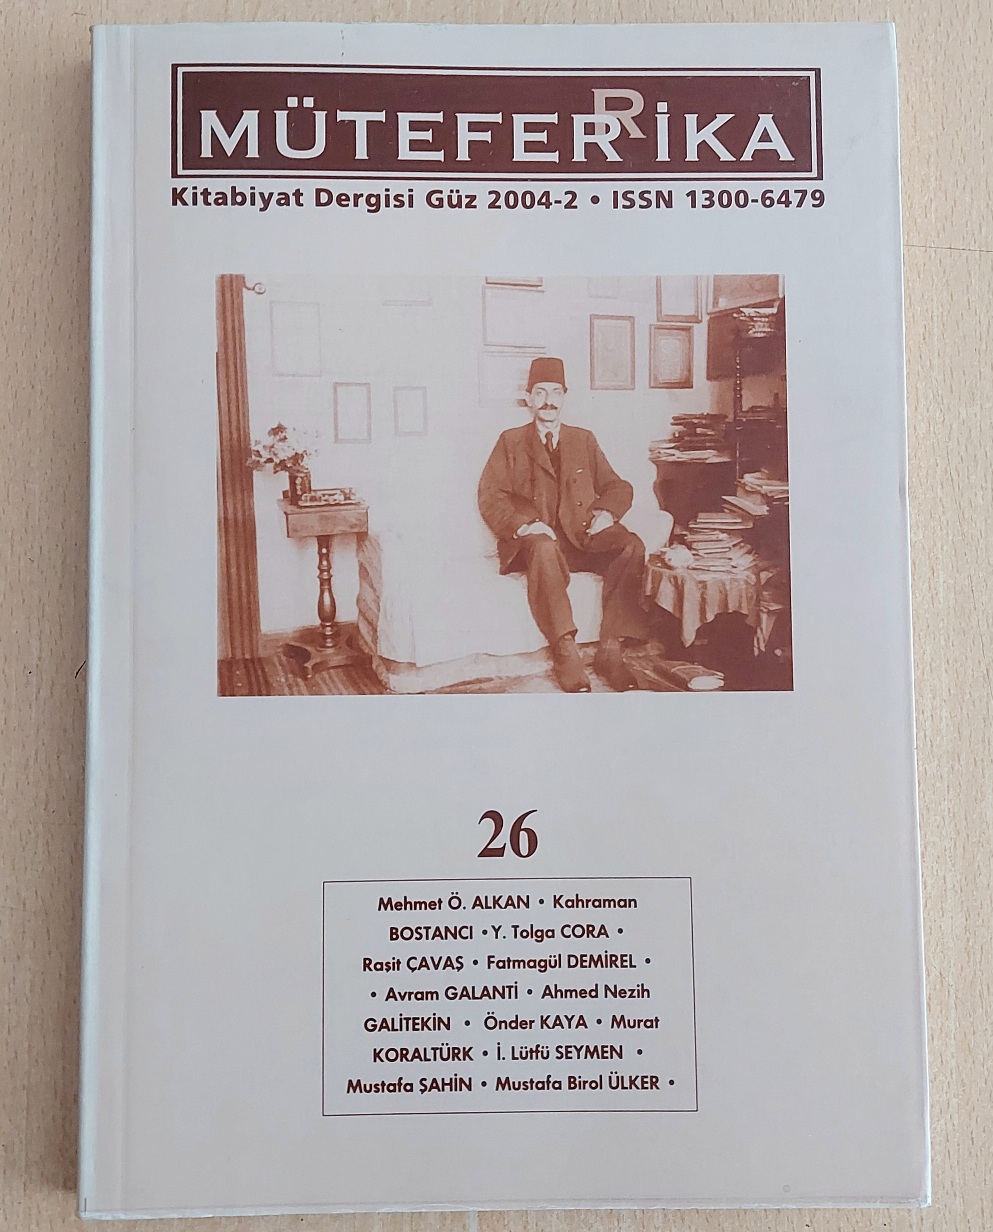 MÜTEFERRİKA
Kitabiyat Dergisi Güz 2004-2 • ISSN 1300-6479
26
Mehmet Ö. ALKAN • Kahraman
BOSTANCI • Y. Tolga CORA •
Raşit ÇAVAŞ • Fatmagül DEMİREL •
• Avram GALANTİ • Ahmed Nezih
GALİTEKİN • Önder KAYA • Murat
KORALTÜRK • İ. Lütfü SEYMEN •
Mustafa ŞAHİN • Mustafa Birol ÜLKER •